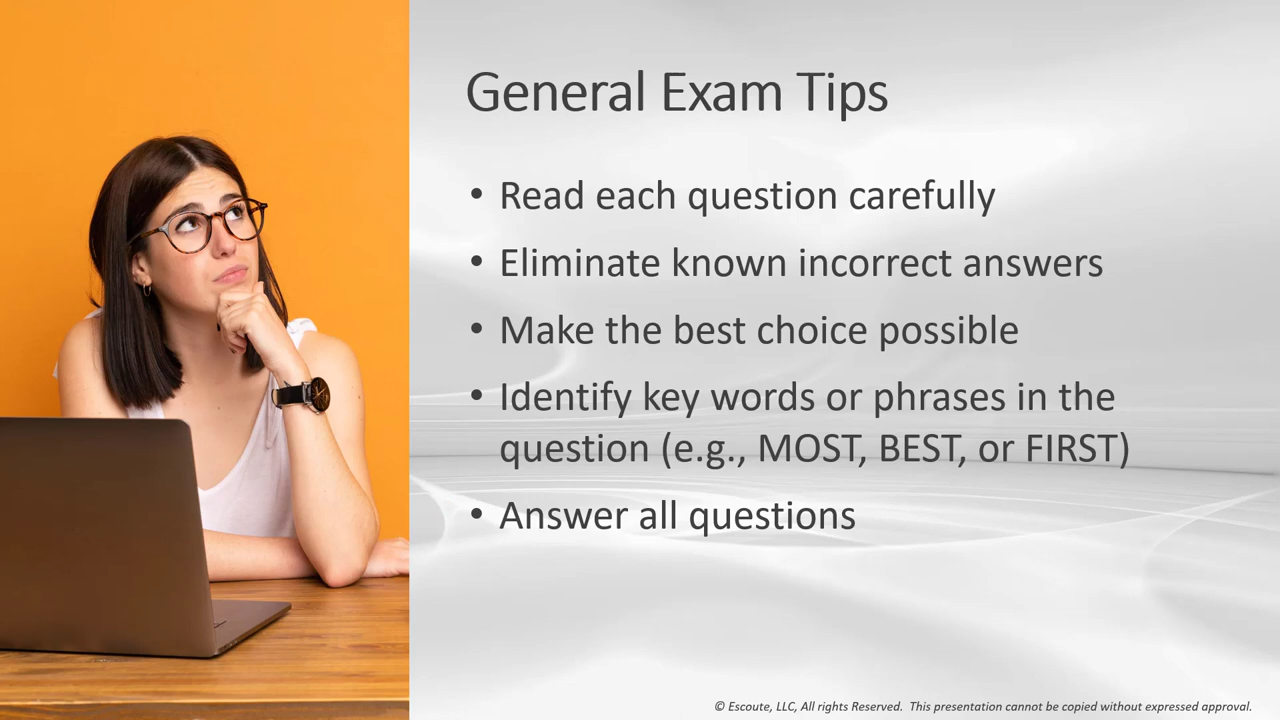 General Exam Tips
• Read each question carefully
• Eliminate known incorrect answers
• Make the best choice possible
• Identify key words or phrases in the
question (e.g., MOST, BEST, or FIRST)
• Answer all questions
© Escoute, LLC, All rights Reserved. This presentation cannot be copied without expressed approval.